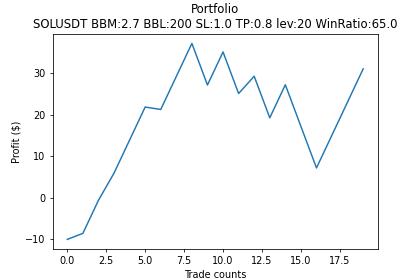 Portfolio
SOLUSDT BBM:2.7 BBL:200 SL:1.0 TP:0.8 lev:20 WinRatio:65.0
30
20
10
0
−10
Profit ($)
0.0 2.5 5.0 7.5 10.0 12.5 15.0 17.5
Trade counts